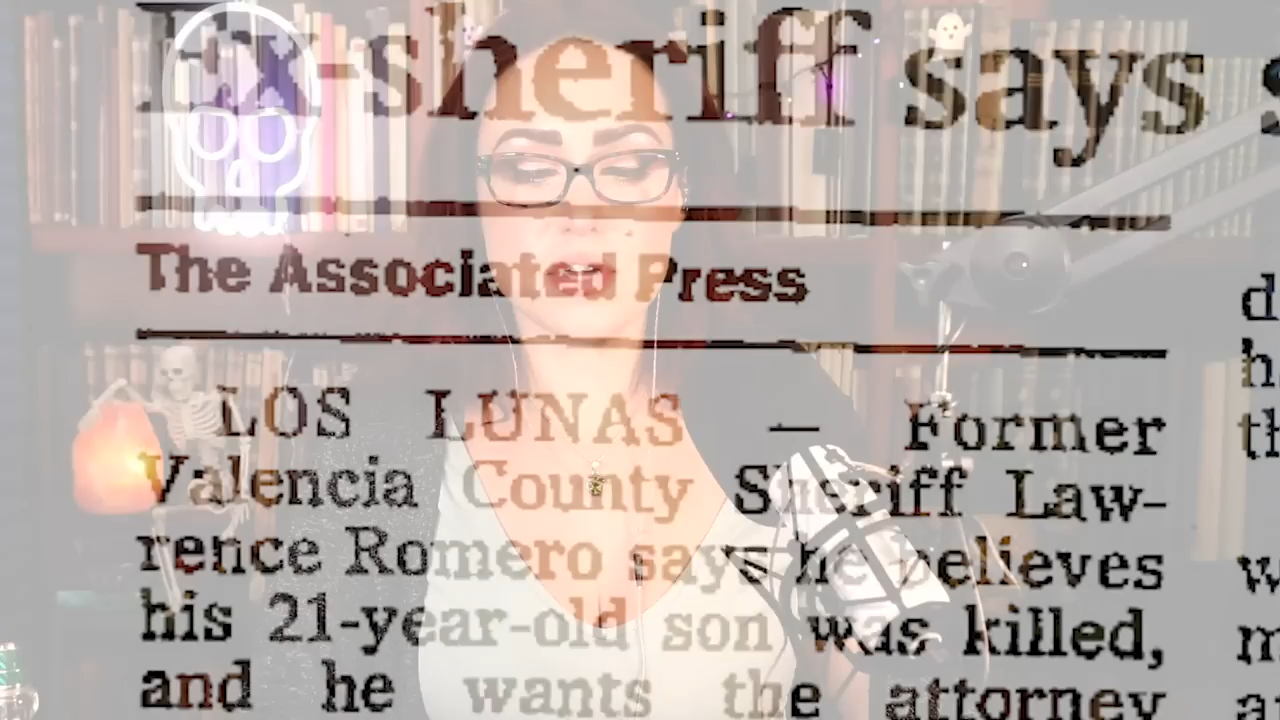 Ex-sheriff says s
The Associated Press
LOS LUNAS — Former
Valencia County Sheriff Law-
rence Romero says he believes
his 21-year-old son was killed,
and he wants the attorney
d
h
th
w
m